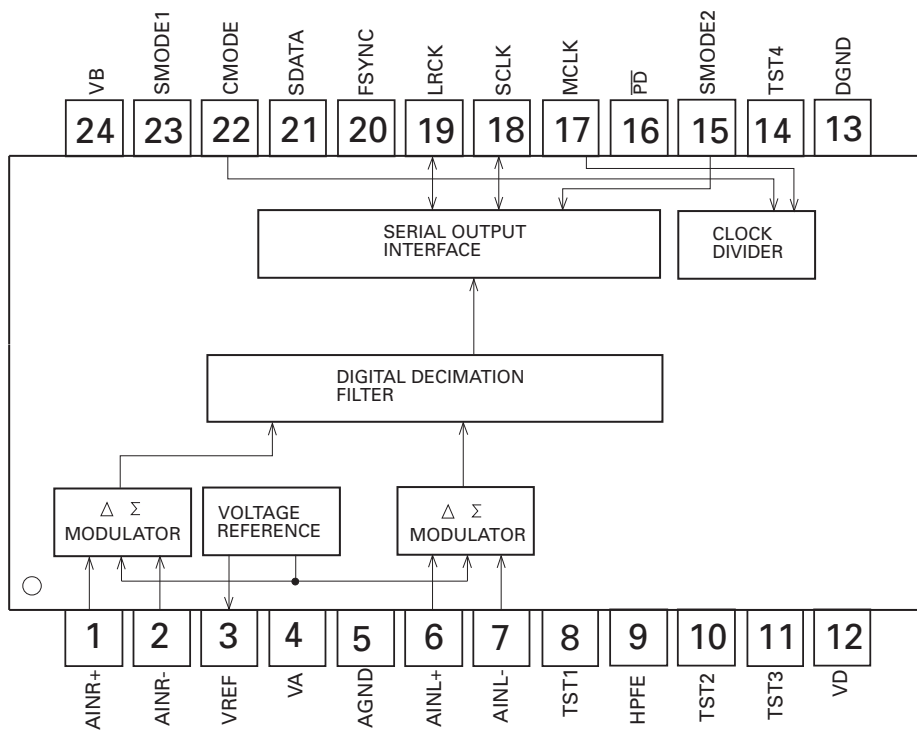 VB SMODE1 CMODE SDATA FSYNC LRCK SCLK MCLK PD SMODE2 TST4 DGND
24 23 22 21 20 19 18 17 16 15 14 13
SERIAL OUTPUT
INTERFACE
CLOCK
DIVIDER
DIGITAL DECIMATION
FILTER
Δ Σ
MODULATOR
VOLTAGE
REFERENCE
Δ Σ
MODULATOR
1 2 3 4 5 6 7 8 9 10 11 12
AINR+ AINR- VREF VA AGND AINL+ AINL- TST1 HPFE TST2 TST3 VD